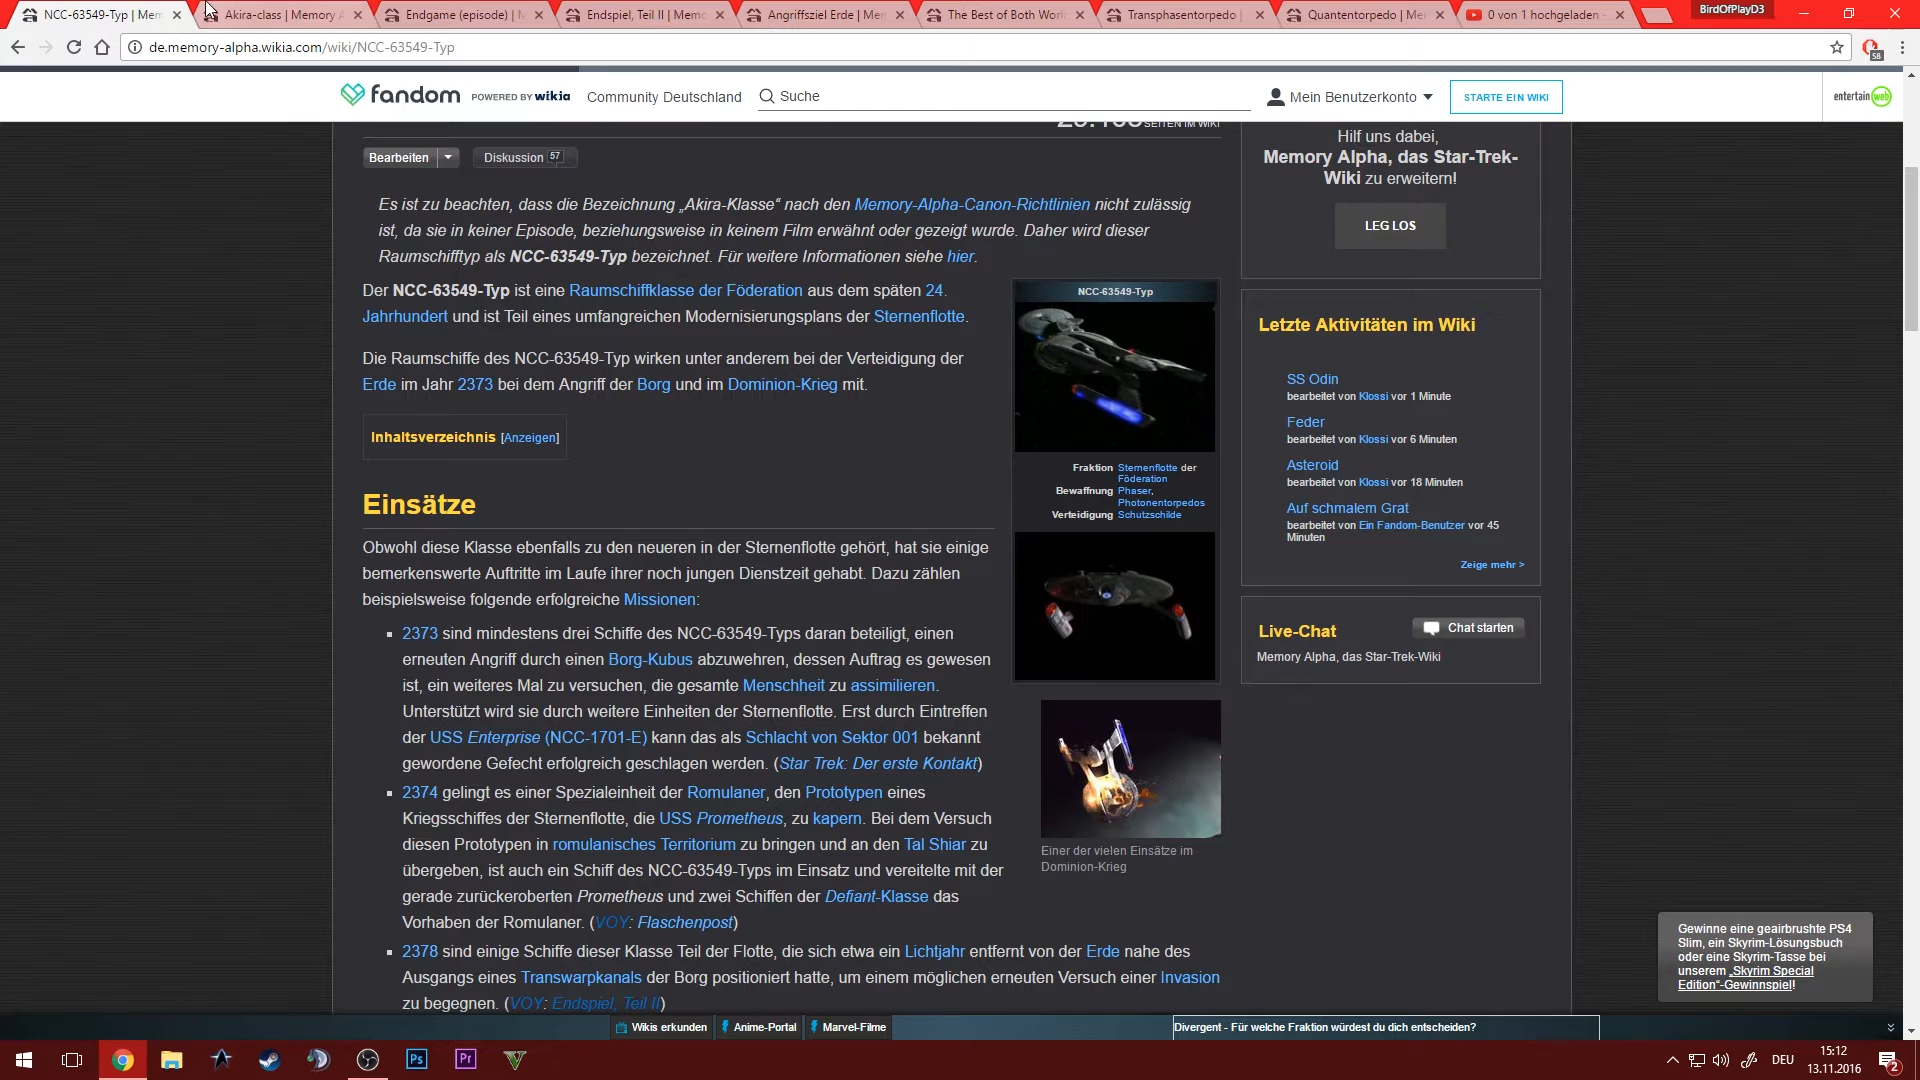 NCC-63549-Typ | Mem
Akira-class | Memory A
Endgame (episode) | M
Endspiel, Teil II | Memo
Angriffsziel Erde | Mem
The Best of Both Worl
Transphasentorpedo |
Quantentorpedo | Me
0 von 1 hochgeladen -
BirdOfPlayD3
de.memory-alpha.wikia.com/wiki/NCC-63549-Typ
58
fandom POWERED BY wikia
Community Deutschland
Suche
Mein Benutzerkonto
STARTE EIN WIKI
entertain web
SEITEN IM WIKI
Bearbeiten
Diskussion 57
Es ist zu beachten, dass die Bezeichnung „Akira-Klasse“ nach den Memory-Alpha-Canon-Richtlinien nicht zulässig
ist, da sie in keiner Episode, beziehungsweise in keinem Film erwähnt oder gezeigt wurde. Daher wird dieser
Raumschifftyp als NCC-63549-Typ bezeichnet. Für weitere Informationen siehe hier.
Der NCC-63549-Typ ist eine Raumschiffklasse der Föderation aus dem späten 24.
Jahrhundert und ist Teil eines umfangreichen Modernisierungsplans der Sternenflotte.
Die Raumschiffe des NCC-63549-Typ wirken unter anderem bei der Verteidigung der
Erde im Jahr 2373 bei dem Angriff der Borg und im Dominion-Krieg mit.
Inhaltsverzeichnis [Anzeigen]
Einsätze
Obwohl diese Klasse ebenfalls zu den neueren in der Sternenflotte gehört, hat sie einige
bemerkenswerte Auftritte im Laufe ihrer noch jungen Dienstzeit gehabt. Dazu zählen
beispielsweise folgende erfolgreiche Missionen:
2373 sind mindestens drei Schiffe des NCC-63549-Typs daran beteiligt, einen
erneuten Angriff durch einen Borg-Kubus abzuwehren, dessen Auftrag es gewesen
ist, ein weiteres Mal zu versuchen, die gesamte Menschheit zu assimilieren.
Unterstützt wird sie durch weitere Einheiten der Sternenflotte. Erst durch Eintreffen
der USS Enterprise (NCC-1701-E) kann das als Schlacht von Sektor 001 bekannt
gewordene Gefecht erfolgreich geschlagen werden. (Star Trek: Der erste Kontakt)
2374 gelingt es einer Spezialeinheit der Romulaner, den Prototypen eines
Kriegsschiffes der Sternenflotte, die USS Prometheus, zu kapern. Bei dem Versuch
diesen Prototypen in romulanisches Territorium zu bringen und an den Tal Shiar zu
übergeben, ist auch ein Schiff des NCC-63549-Typs im Einsatz und vereitelte mit der
gerade zurückeroberten Prometheus und zwei Schiffen der Defiant-Klasse das
Vorhaben der Romulaner. (VOY: Flaschenpost)
2378 sind einige Schiffe dieser Klasse Teil der Flotte, die sich etwa ein Lichtjahr entfernt von der Erde nahe des
Ausgangs eines Transwarpkanals der Borg positioniert hatte, um einem möglichen erneuten Versuch einer Invasion
zu begegnen. (VOY: Endspiel, Teil II)
NCC-63549-Typ
Fraktion Sternenflotte der
Föderation
Bewaffnung Phaser,
Photonentorpedos
Verteidigung Schutzschilde
Einer der vielen Einsätze im
Dominion-Krieg
Hilf uns dabei,
Memory Alpha, das Star-Trek-
Wiki zu erweitern!
LEG LOS
Letzte Aktivitäten im Wiki
SS Odin
bearbeitet von Klossi vor 1 Minute
Feder
bearbeitet von Klossi vor 6 Minuten
Asteroid
bearbeitet von Klossi vor 18 Minuten
Auf schmalem Grat
bearbeitet von Ein Fandom-Benutzer vor 45
Minuten
Zeige mehr >
Live-Chat
Chat starten
Memory Alpha, das Star-Trek-Wiki
Gewinne eine geairbrushte PS4
Slim, ein Skyrim-Lösungsbuch
oder eine Skyrim-Tasse bei
unserem „Skyrim Special
Edition“-Gewinnspiel!
Wikis erkunden
Anime-Portal
Marvel-Filme
Divergent - Für welche Fraktion würdest du dich entscheiden?
Ps
Pr
DEU
15:12
13.11.2016
2